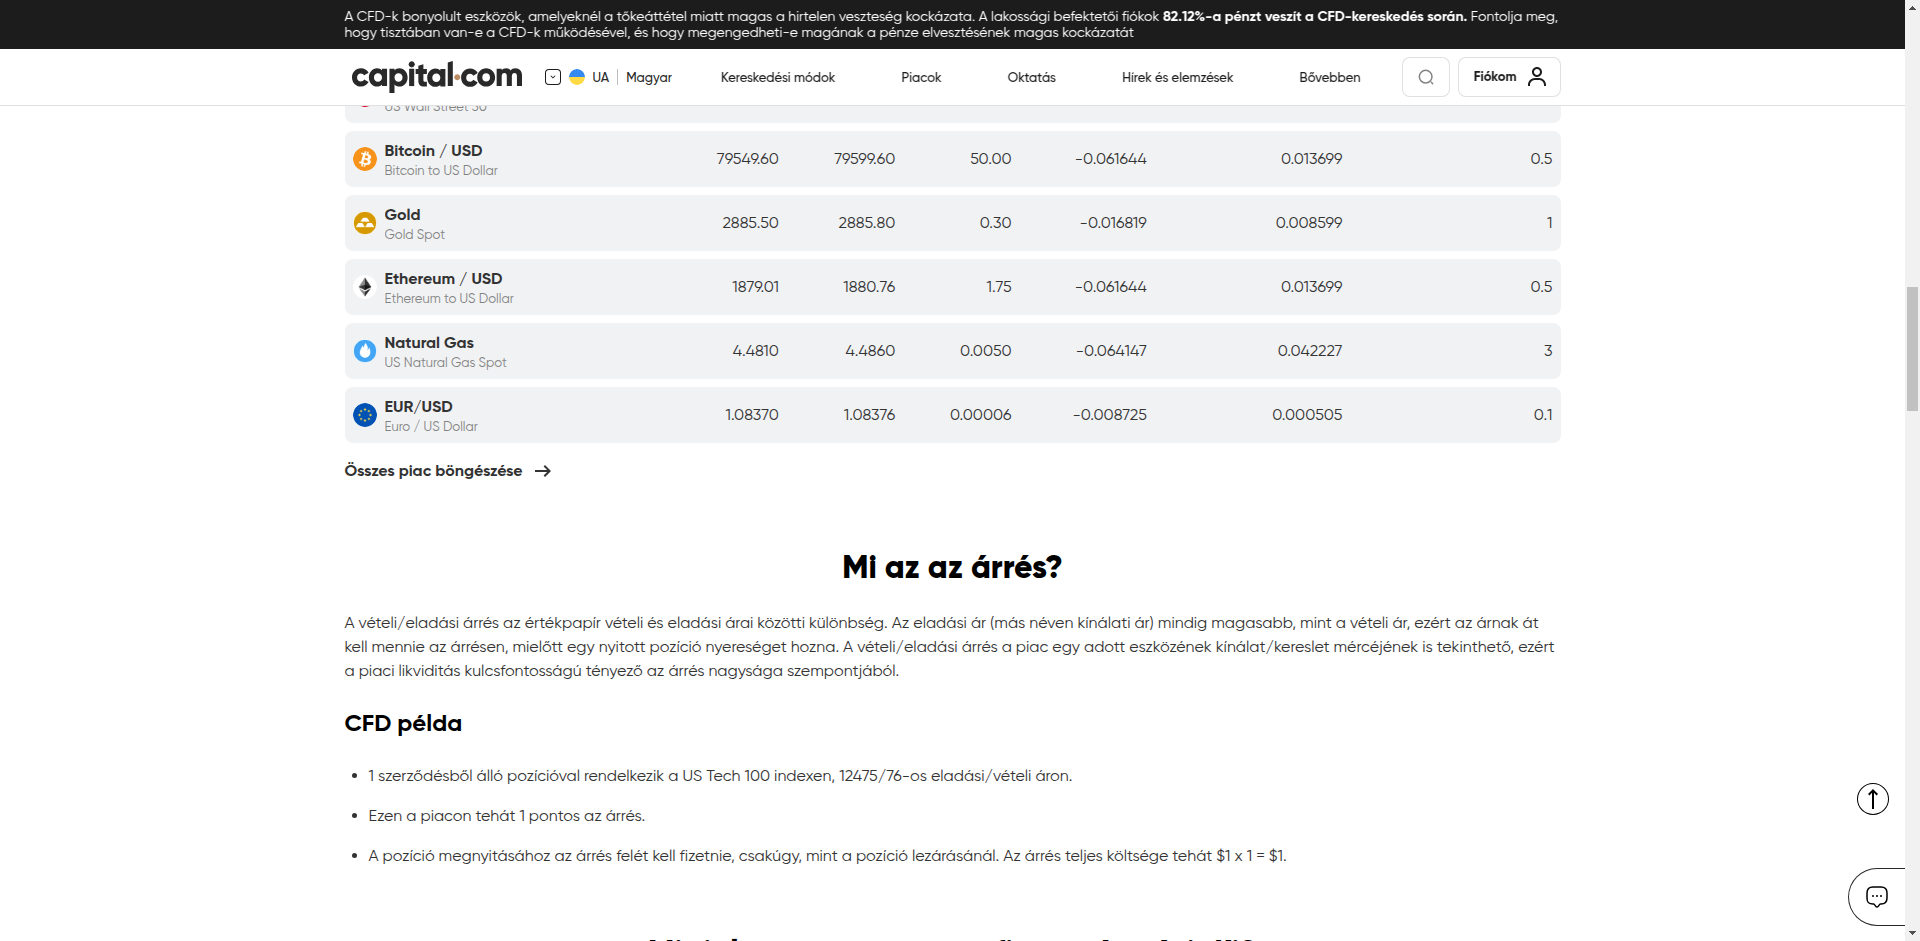 A CFD-k bonyolult eszközök, amelyeknél a tőkeáttétel miatt magas a hirtelen veszteség kockázata. A lakossági befektetői fiókok 82.12%-a pénzt veszít a CFD-kereskedés során. Fontolja meg,
hogy tisztában van-e a CFD-k működésével, és hogy megengedheti-e magának a pénze elvesztésének magas kockázatát
capital.com UA Magyar Kereskedési módok Piacok Oktatás Hírek és elemzések Bővebben Fiókom
US Wall Street 30
Bitcoin / USD
Bitcoin to US Dollar
79549.60 79599.60 50.00 -0.061644 0.013699 0.5
Gold
Gold Spot
2885.50 2885.80 0.30 -0.016819 0.008599 1
Ethereum / USD
Ethereum to US Dollar
1879.01 1880.76 1.75 -0.061644 0.013699 0.5
Natural Gas
US Natural Gas Spot
4.4810 4.4860 0.0050 -0.064147 0.042227 3
EUR/USD
Euro / US Dollar
1.08370 1.08376 0.00006 -0.008725 0.000505 0.1
Összes piac böngészése
Mi az az árrés?
A vételi/eladási árrés az értékpapír vételi és eladási árai közötti különbség. Az eladási ár (más néven kínálati ár) mindig magasabb, mint a vételi ár, ezért az árnak át
kell mennie az árrésen, mielőtt egy nyitott pozíció nyereséget hozna. A vételi/eladási árrés a piac egy adott eszközének kínálat/kereslet mércéjének is tekinthető, ezért
a piaci likviditás kulcsfontosságú tényező az árrés nagysága szempontjából.
CFD példa
• 1 szerződésből álló pozícióval rendelkezik a US Tech 100 indexen, 12475/76-os eladási/vételi áron.
• Ezen a piacon tehát 1 pontos az árrés.
• A pozíció megnyitásához az árrés felét kell fizetnie, csakúgy, mint a pozíció lezárásánál. Az árrés teljes költsége tehát $1 x 1 = $1.